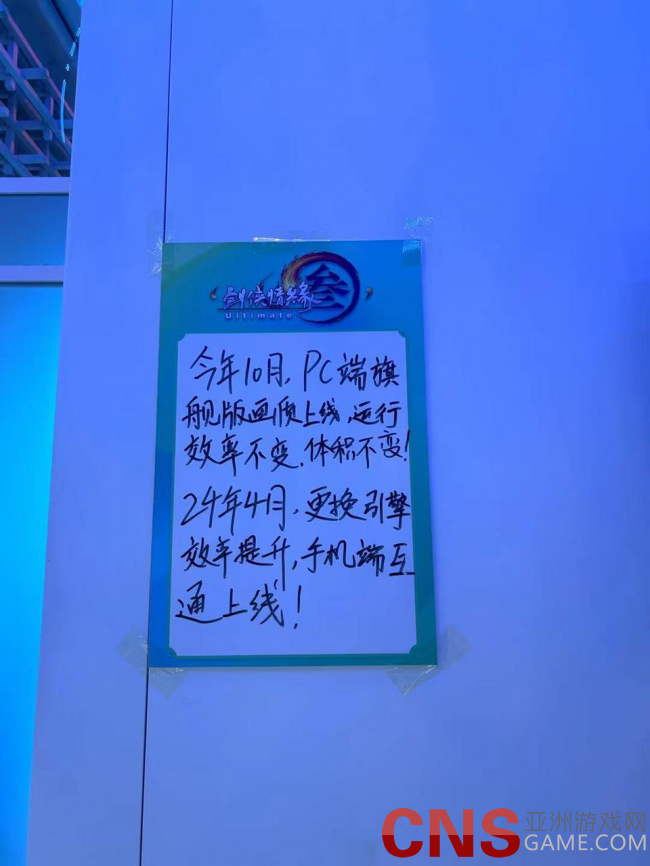 剑侠情缘叁
Ultimate
今年10月,PC端旗
舰版画质上线,运行
效率不变,体积不变!
24年4月,更换引擎
效率提升,手机端互
通上线!
CNS 亚洲游戏网
GAME.COM